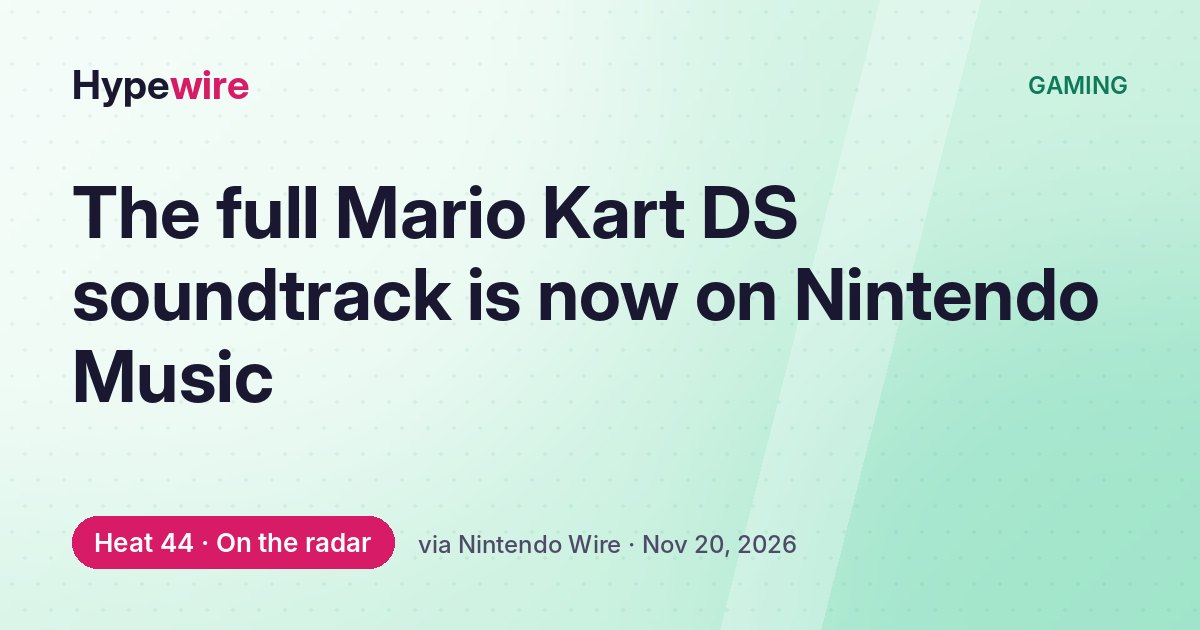 Hypewire
GAMING
The full Mario Kart DS
soundtrack is now on Nintendo
Music
Heat 44 · On the radar
via Nintendo Wire · Nov 20, 2026